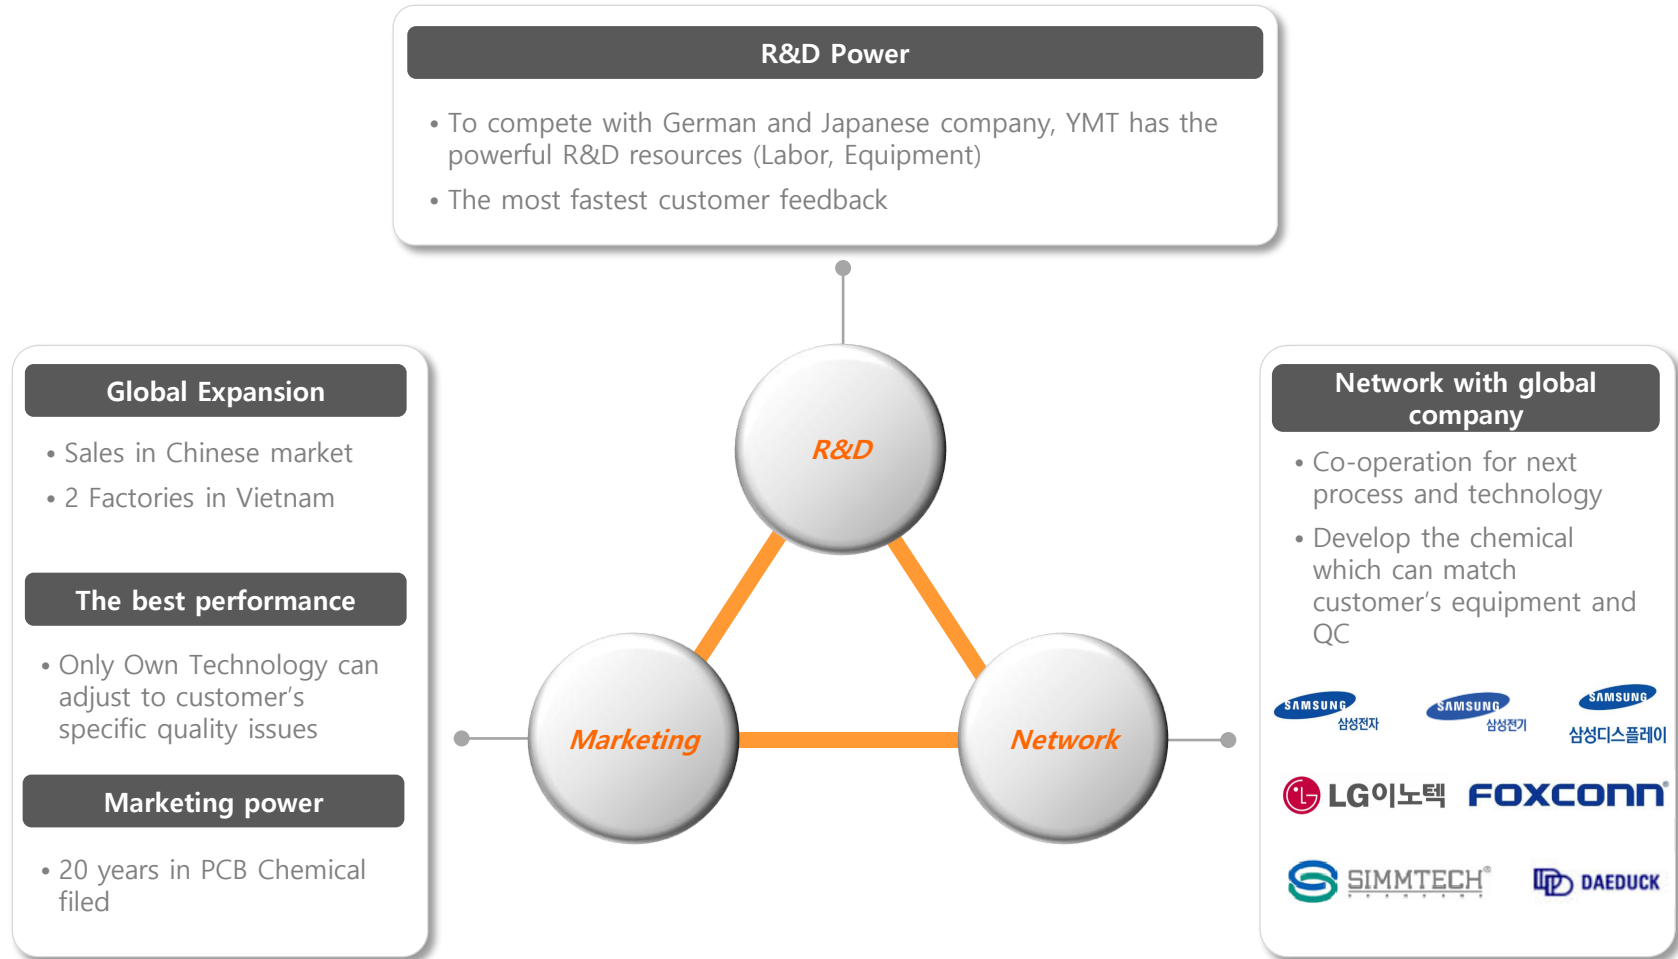 R&D Power
• To compete with German and Japanese company, YMT has the
powerful R&D resources (Labor, Equipment)
• The most fastest customer feedback
Global Expansion
• Sales in Chinese market
• 2 Factories in Vietnam
The best performance
• Only Own Technology can
adjust to customer's
specific quality issues
Marketing power
• 20 years in PCB Chemical
filed
R&D
Marketing
Network
Network with global
company
• Co-operation for next
process and technology
• Develop the chemical
which can match
customer's equipment and
QC
SAMSUNG
삼성전자
SAMSUNG
삼성전기
SAMSUNG
삼성디스플레이
LG이노텍
FOXCONN®
SIMMTECH®
DAEDUCK